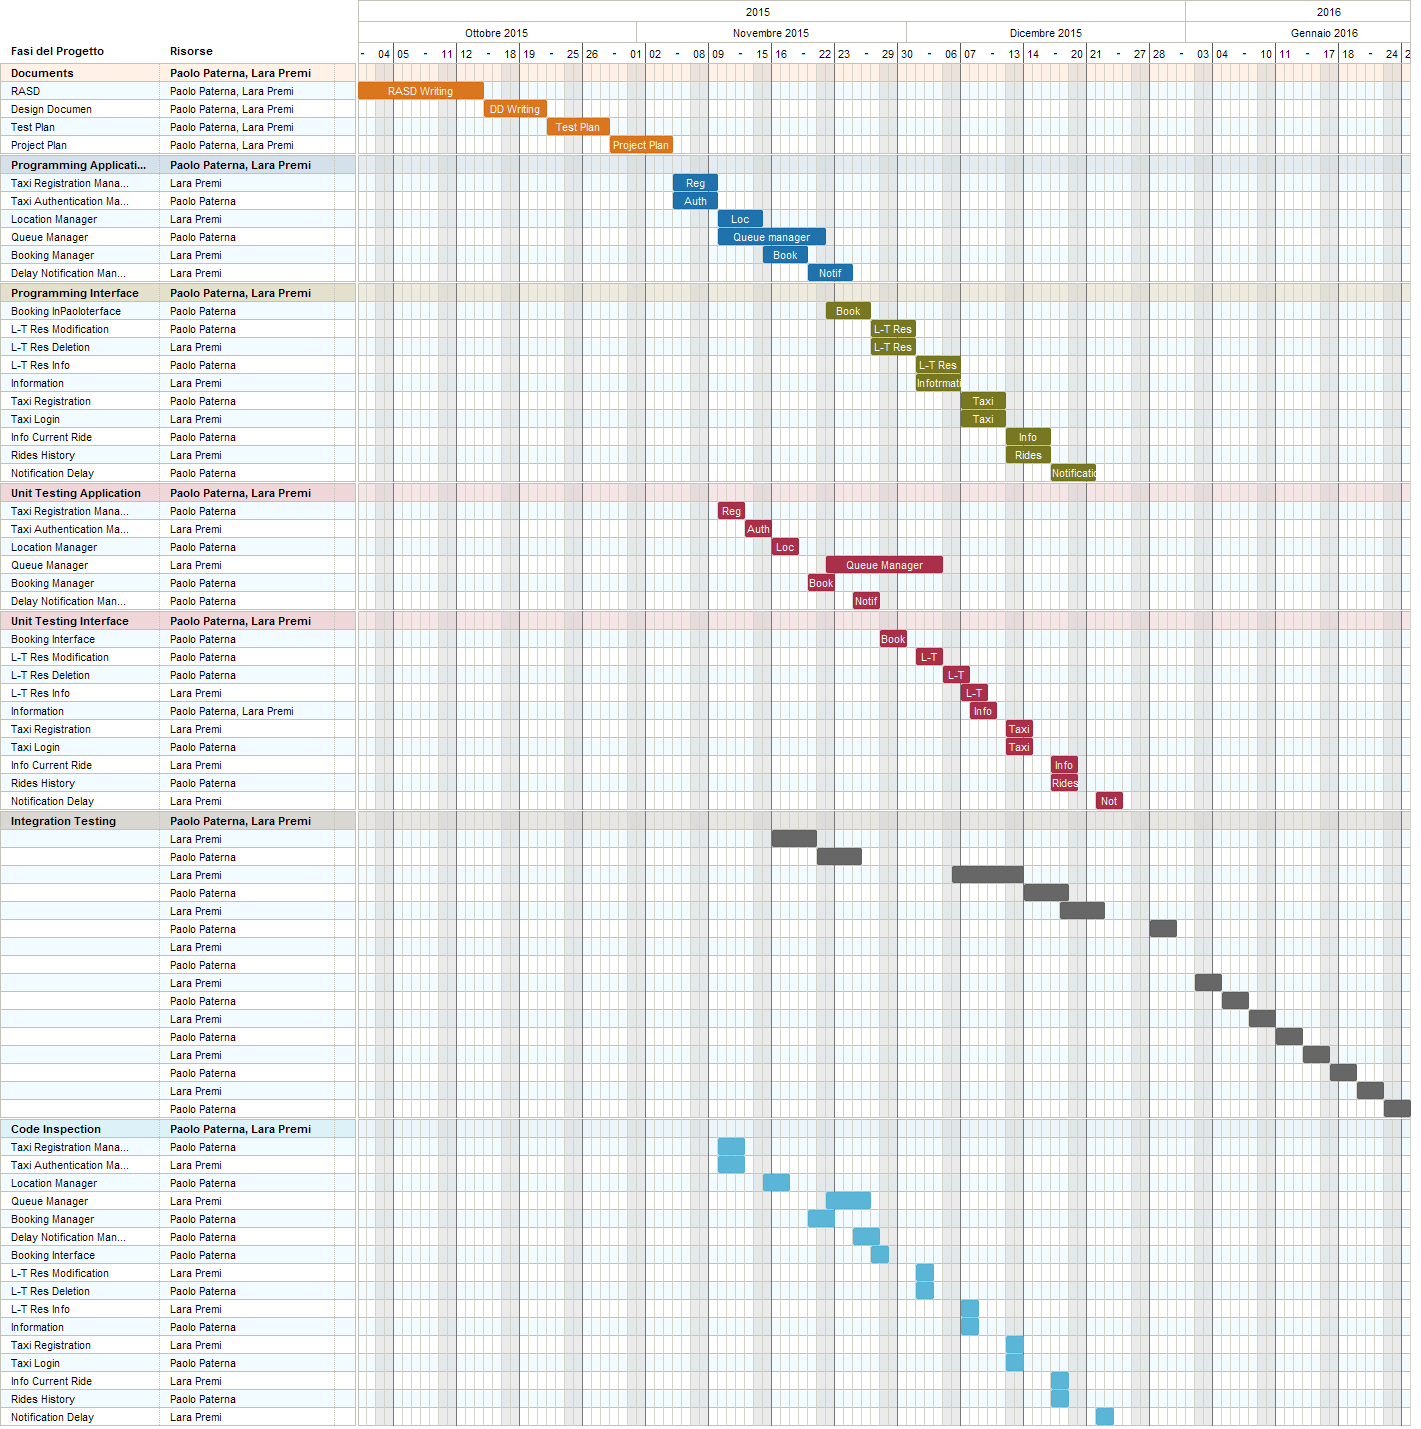 2015 2016
Ottobre 2015 Novembre 2015 Dicembre 2015 Gennaio 2016
Fasi del Progetto Risorse - 04 05 - 11 12 18 19 25 26 01 02 08 09 15 16 22 23 29 30 06 07 - 13 14 20 21 - 27 28 - 03 04 - 10 11 - 17 18 - 24 2
Documents Paolo Paterna, Lara Premi
RASD Paolo Paterna, Lara Premi RASD Writing
Design Documen Paolo Paterna, Lara Premi DD Writing
Test Plan Paolo Paterna, Lara Premi Test Plan
Project Plan Paolo Paterna, Lara Premi Project Plan
Programming Applicati... Paolo Paterna, Lara Premi
Taxi Registration Mana... Lara Premi Reg
Taxi Authentication Ma... Paolo Paterna Auth
Location Manager Lara Premi Loc
Queue Manager Paolo Paterna Queue manager
Booking Manager Lara Premi Book
Delay Notification Man... Lara Premi Notif
Programming Interface Paolo Paterna, Lara Premi
Booking InPaoloterface Paolo Paterna Book
L-T Res Modification Paolo Paterna L-T Res
L-T Res Deletion Lara Premi L-T Res
L-T Res Info Paolo Paterna L-T Res
Information Lara Premi Infotrmati
Taxi Registration Paolo Paterna Taxi
Taxi Login Lara Premi Taxi
Info Current Ride Paolo Paterna Info
Rides History Lara Premi Rides
Notification Delay Paolo Paterna Notificatic
Unit Testing Application Paolo Paterna, Lara Premi
Taxi Registration Mana... Paolo Paterna Reg
Taxi Authentication Ma... Lara Premi Auth
Location Manager Paolo Paterna Loc
Queue Manager Lara Premi Queue Manager
Booking Manager Paolo Paterna Book
Delay Notification Man... Paolo Paterna Notif
Unit Testing Interface Paolo Paterna, Lara Premi
Booking Interface Paolo Paterna Book
L-T Res Modification Paolo Paterna L-T
L-T Res Deletion Paolo Paterna L-T
L-T Res Info Lara Premi L-T
Information Paolo Paterna, Lara Premi Info
Taxi Registration Lara Premi Taxi
Taxi Login Paolo Paterna Taxi
Info Current Ride Lara Premi Info
Rides History Paolo Paterna Rides
Notification Delay Lara Premi Not
Integration Testing Paolo Paterna, Lara Premi
Lara Premi
Paolo Paterna
Lara Premi
Paolo Paterna
Lara Premi
Paolo Paterna
Lara Premi
Paolo Paterna
Lara Premi
Paolo Paterna
Lara Premi
Paolo Paterna
Lara Premi
Paolo Paterna
Lara Premi
Paolo Paterna
Code Inspection Paolo Paterna, Lara Premi
Taxi Registration Mana... Paolo Paterna
Taxi Authentication Ma... Lara Premi
Location Manager Paolo Paterna
Queue Manager Lara Premi
Booking Manager Paolo Paterna
Delay Notification Man... Paolo Paterna
Booking Interface Paolo Paterna
L-T Res Modification Lara Premi
L-T Res Deletion Paolo Paterna
L-T Res Info Lara Premi
Information Paolo Paterna
Taxi Registration Lara Premi
Taxi Login Paolo Paterna
Info Current Ride Lara Premi
Rides History Paolo Paterna
Notification Delay Lara Premi